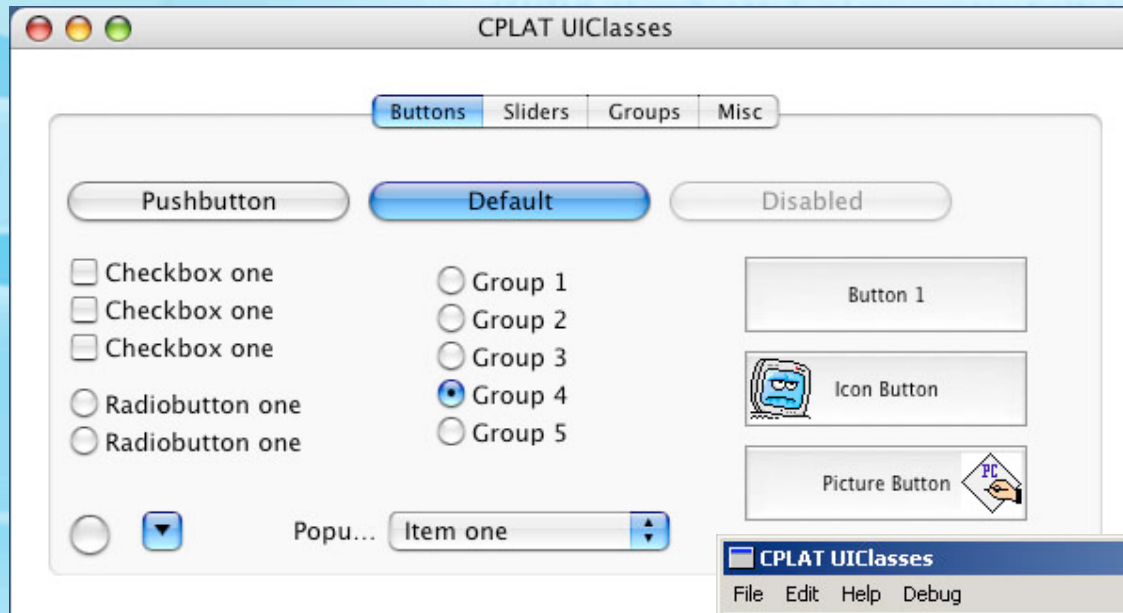 CPLAT UIClasses
Buttons Sliders Groups Misc
Pushbutton Default Disabled
Checkbox one
Checkbox one
Checkbox one
Radiobutton one
Radiobutton one
Group 1
Group 2
Group 3
Group 4
Group 5
Button 1
Icon Button
Picture Button PC
Popu... Item one
CPLAT UIClasses
File Edit Help Debug